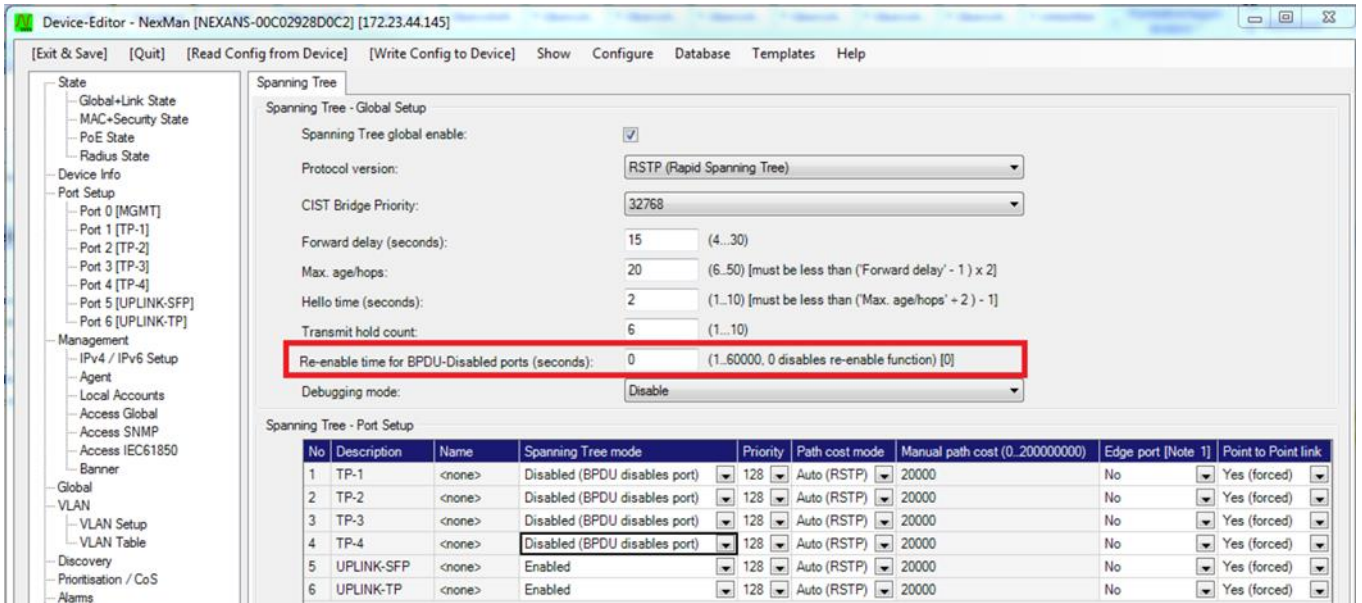 Device-Editor - NexMan [NEXANS-00C02928D0C2] [172.23.44.145]
[Exit & Save] [Quit] [Read Config from Device] [Write Config to Device] Show Configure Database Templates Help
State
Global+Link State
MAC+Security State
PoE State
Radius State
Device Info
Port Setup
Port 0 [MGMT]
Port 1 [TP-1]
Port 2 [TP-2]
Port 3 [TP-3]
Port 4 [TP-4]
Port 5 [UPLINK-SFP]
Port 6 [UPLINK-TP]
Management
IPv4 / IPv6 Setup
Agent
Local Accounts
Access Global
Access SNMP
Access IEC61850
Banner
Global
VLAN
VLAN Setup
VLAN Table
Discovery
Prioritisation / CoS
Alarms
Spanning Tree
Spanning Tree - Global Setup
Spanning Tree global enable:
Protocol version: RSTP (Rapid Spanning Tree)
CIST Bridge Priority: 32768
Forward delay (seconds): 15 (4...30)
Max. age/hops: 20 (6..50) [must be less than ('Forward delay' - 1 ) x 2]
Hello time (seconds): 2 (1...10) [must be less than ('Max. age/hops' ÷ 2 ) - 1]
Transmit hold count: 6 (1...10)
Re-enable time for BPDU-Disabled ports (seconds): 0 (1..60000, 0 disables re-enable function) [0]
Debugging mode: Disable
Spanning Tree - Port Setup
No Description Name Spanning Tree mode Priority Path cost mode Manual path cost (0..200000000) Edge port [Note 1] Point to Point link
1 TP-1 <none> Disabled (BPDU disables port) 128 Auto (RSTP) 20000 No Yes (forced)
2 TP-2 <none> Disabled (BPDU disables port) 128 Auto (RSTP) 20000 No Yes (forced)
3 TP-3 <none> Disabled (BPDU disables port) 128 Auto (RSTP) 20000 No Yes (forced)
4 TP-4 <none> Disabled (BPDU disables port) 128 Auto (RSTP) 20000 No Yes (forced)
5 UPLINK-SFP <none> Enabled 128 Auto (RSTP) 20000 No Yes (forced)
6 UPLINK-TP <none> Enabled 128 Auto (RSTP) 20000 No Yes (forced)